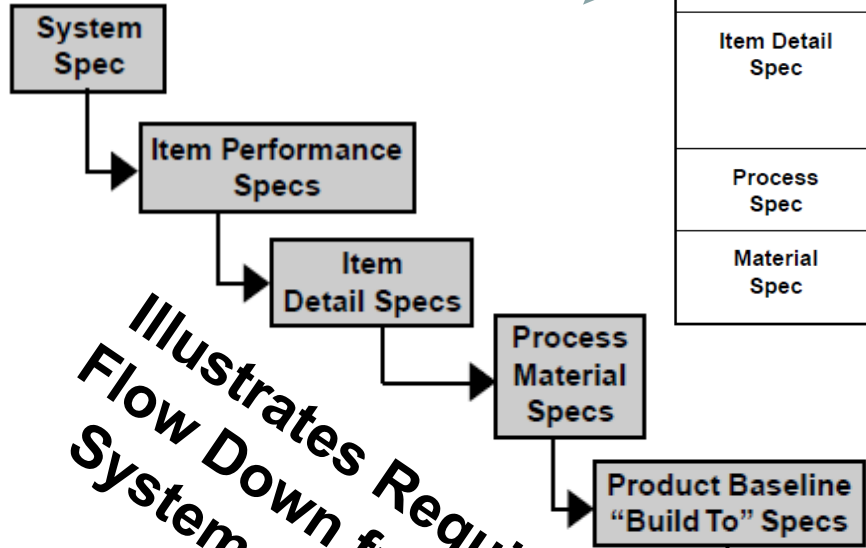 System
Spec
Item Performance
Specs
Item
Detail Specs
Process
Material
Specs
Product Baseline
“Build To” Specs
Item Detail
Spec
Process
Spec
Material
Spec
Illustrates
Flow Down
System